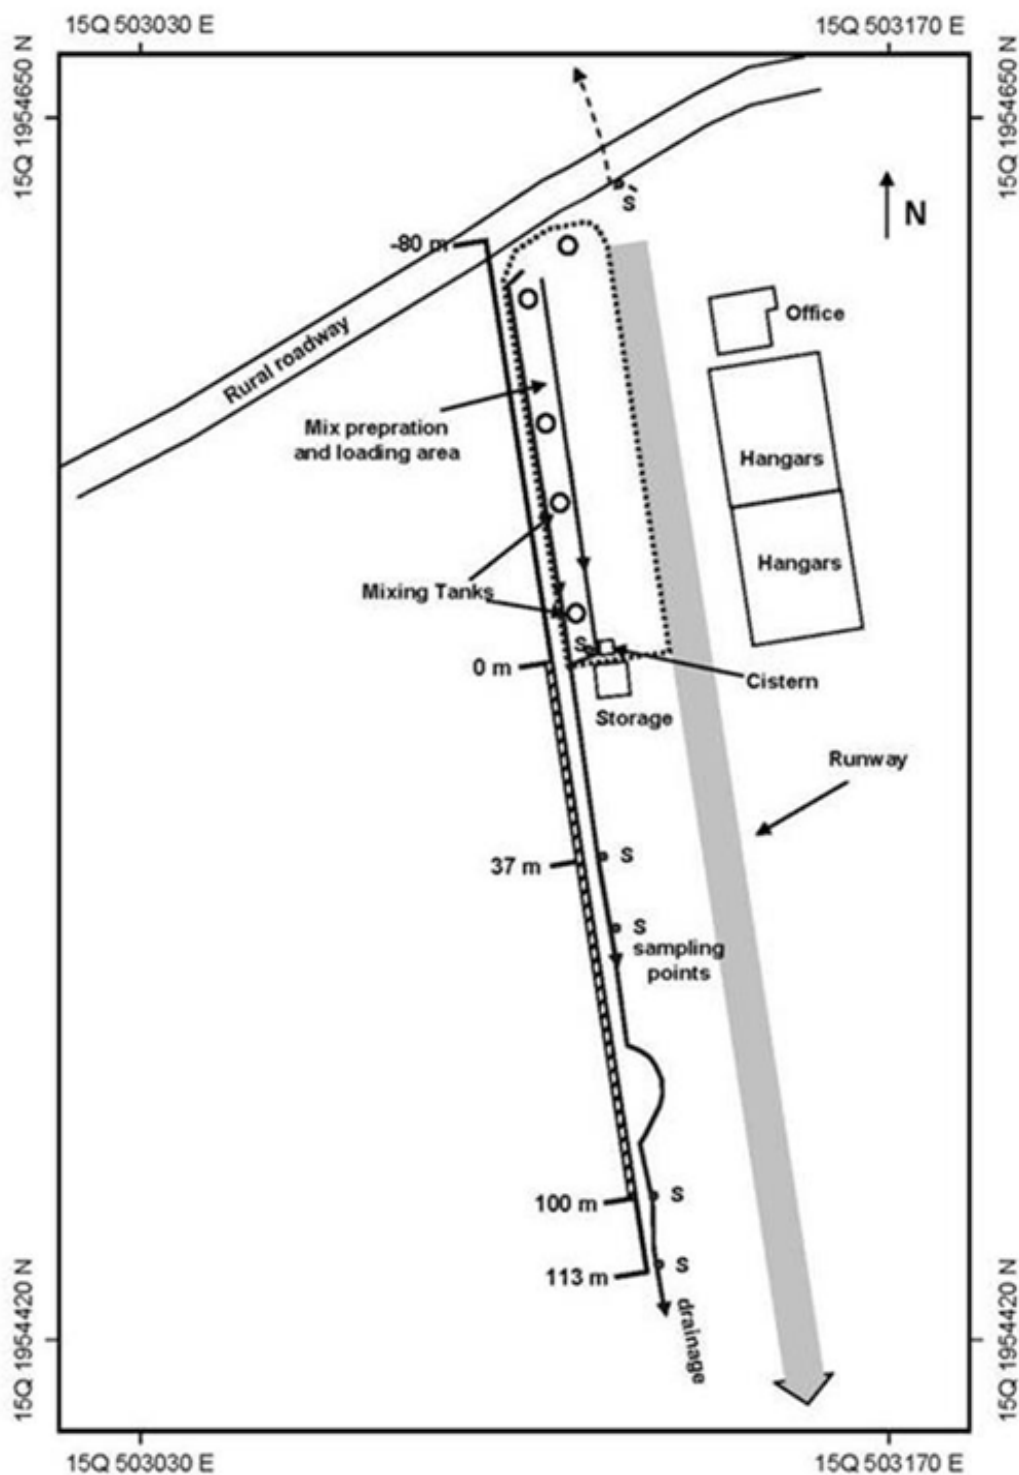 15Q 503030 E
15Q 503170 E
15Q 1954650 N
15Q 1954650 N
S´
N
-80 m
Office
Rural roadway
Mix prepration
and loading area
Hangars
Hangars
Mixing Tanks
S
0 m
Cistern
Storage
Runway
37 m
S
S
sampling
points
S
100 m
S
113 m
drainage
15Q 1954420 N
15Q 1954420 N
15Q 503030 E
15Q 503170 E